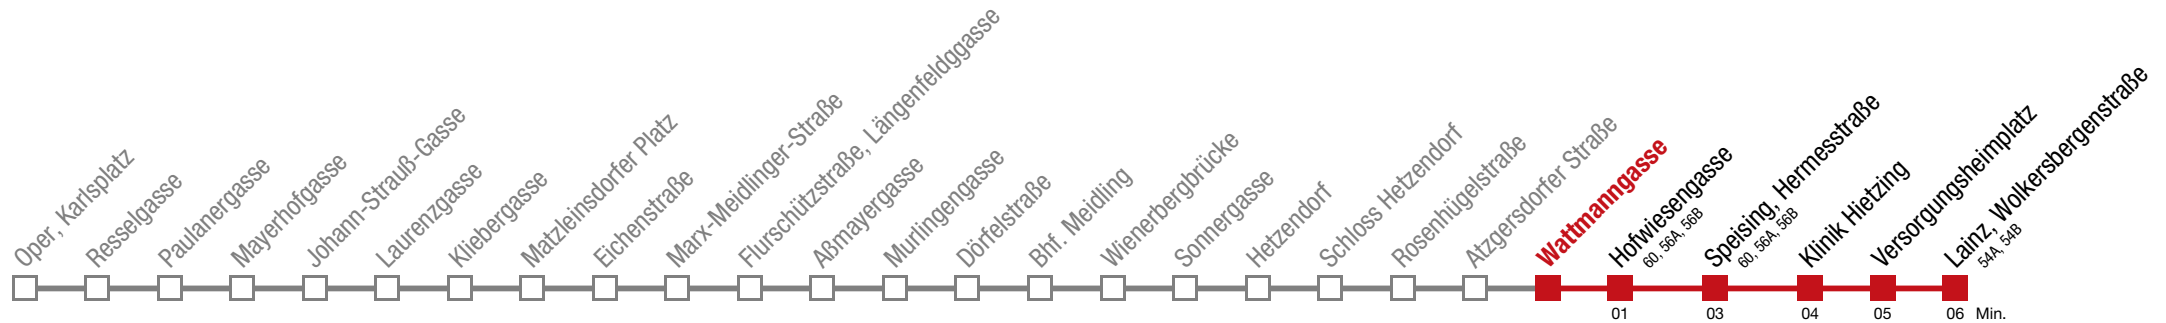 Oper, Karlsplatz
Resselgasse
Paulanergasse
Mayerhofgasse
Johann-Strauß-Gasse
Laurenzgasse
Kliebergasse
Matzleinsdorfer Platz
Eichenstraße
Marx-Meidlinger-Straße
Flurschützstraße, Längenfeldggasse
Aßmayergasse
Murlingengasse
Dörfelstraße
Bhf. Meidling
Wienerbergbrücke
Sonnergasse
Hetzendorf
Schloss Hetzendorf
Rosenhügelstraße
Atzgersdorfer Straße
Wattmanngasse
Hofwiesengasse
60, 56A, 56B
Speising, Hermesstraße
60, 56A, 56B
Klinik Hietzing
Versorgungsheimplatz
Lainz, Wolkersbergenstraße
54A, 54B
01 03 04 05 06 Min.